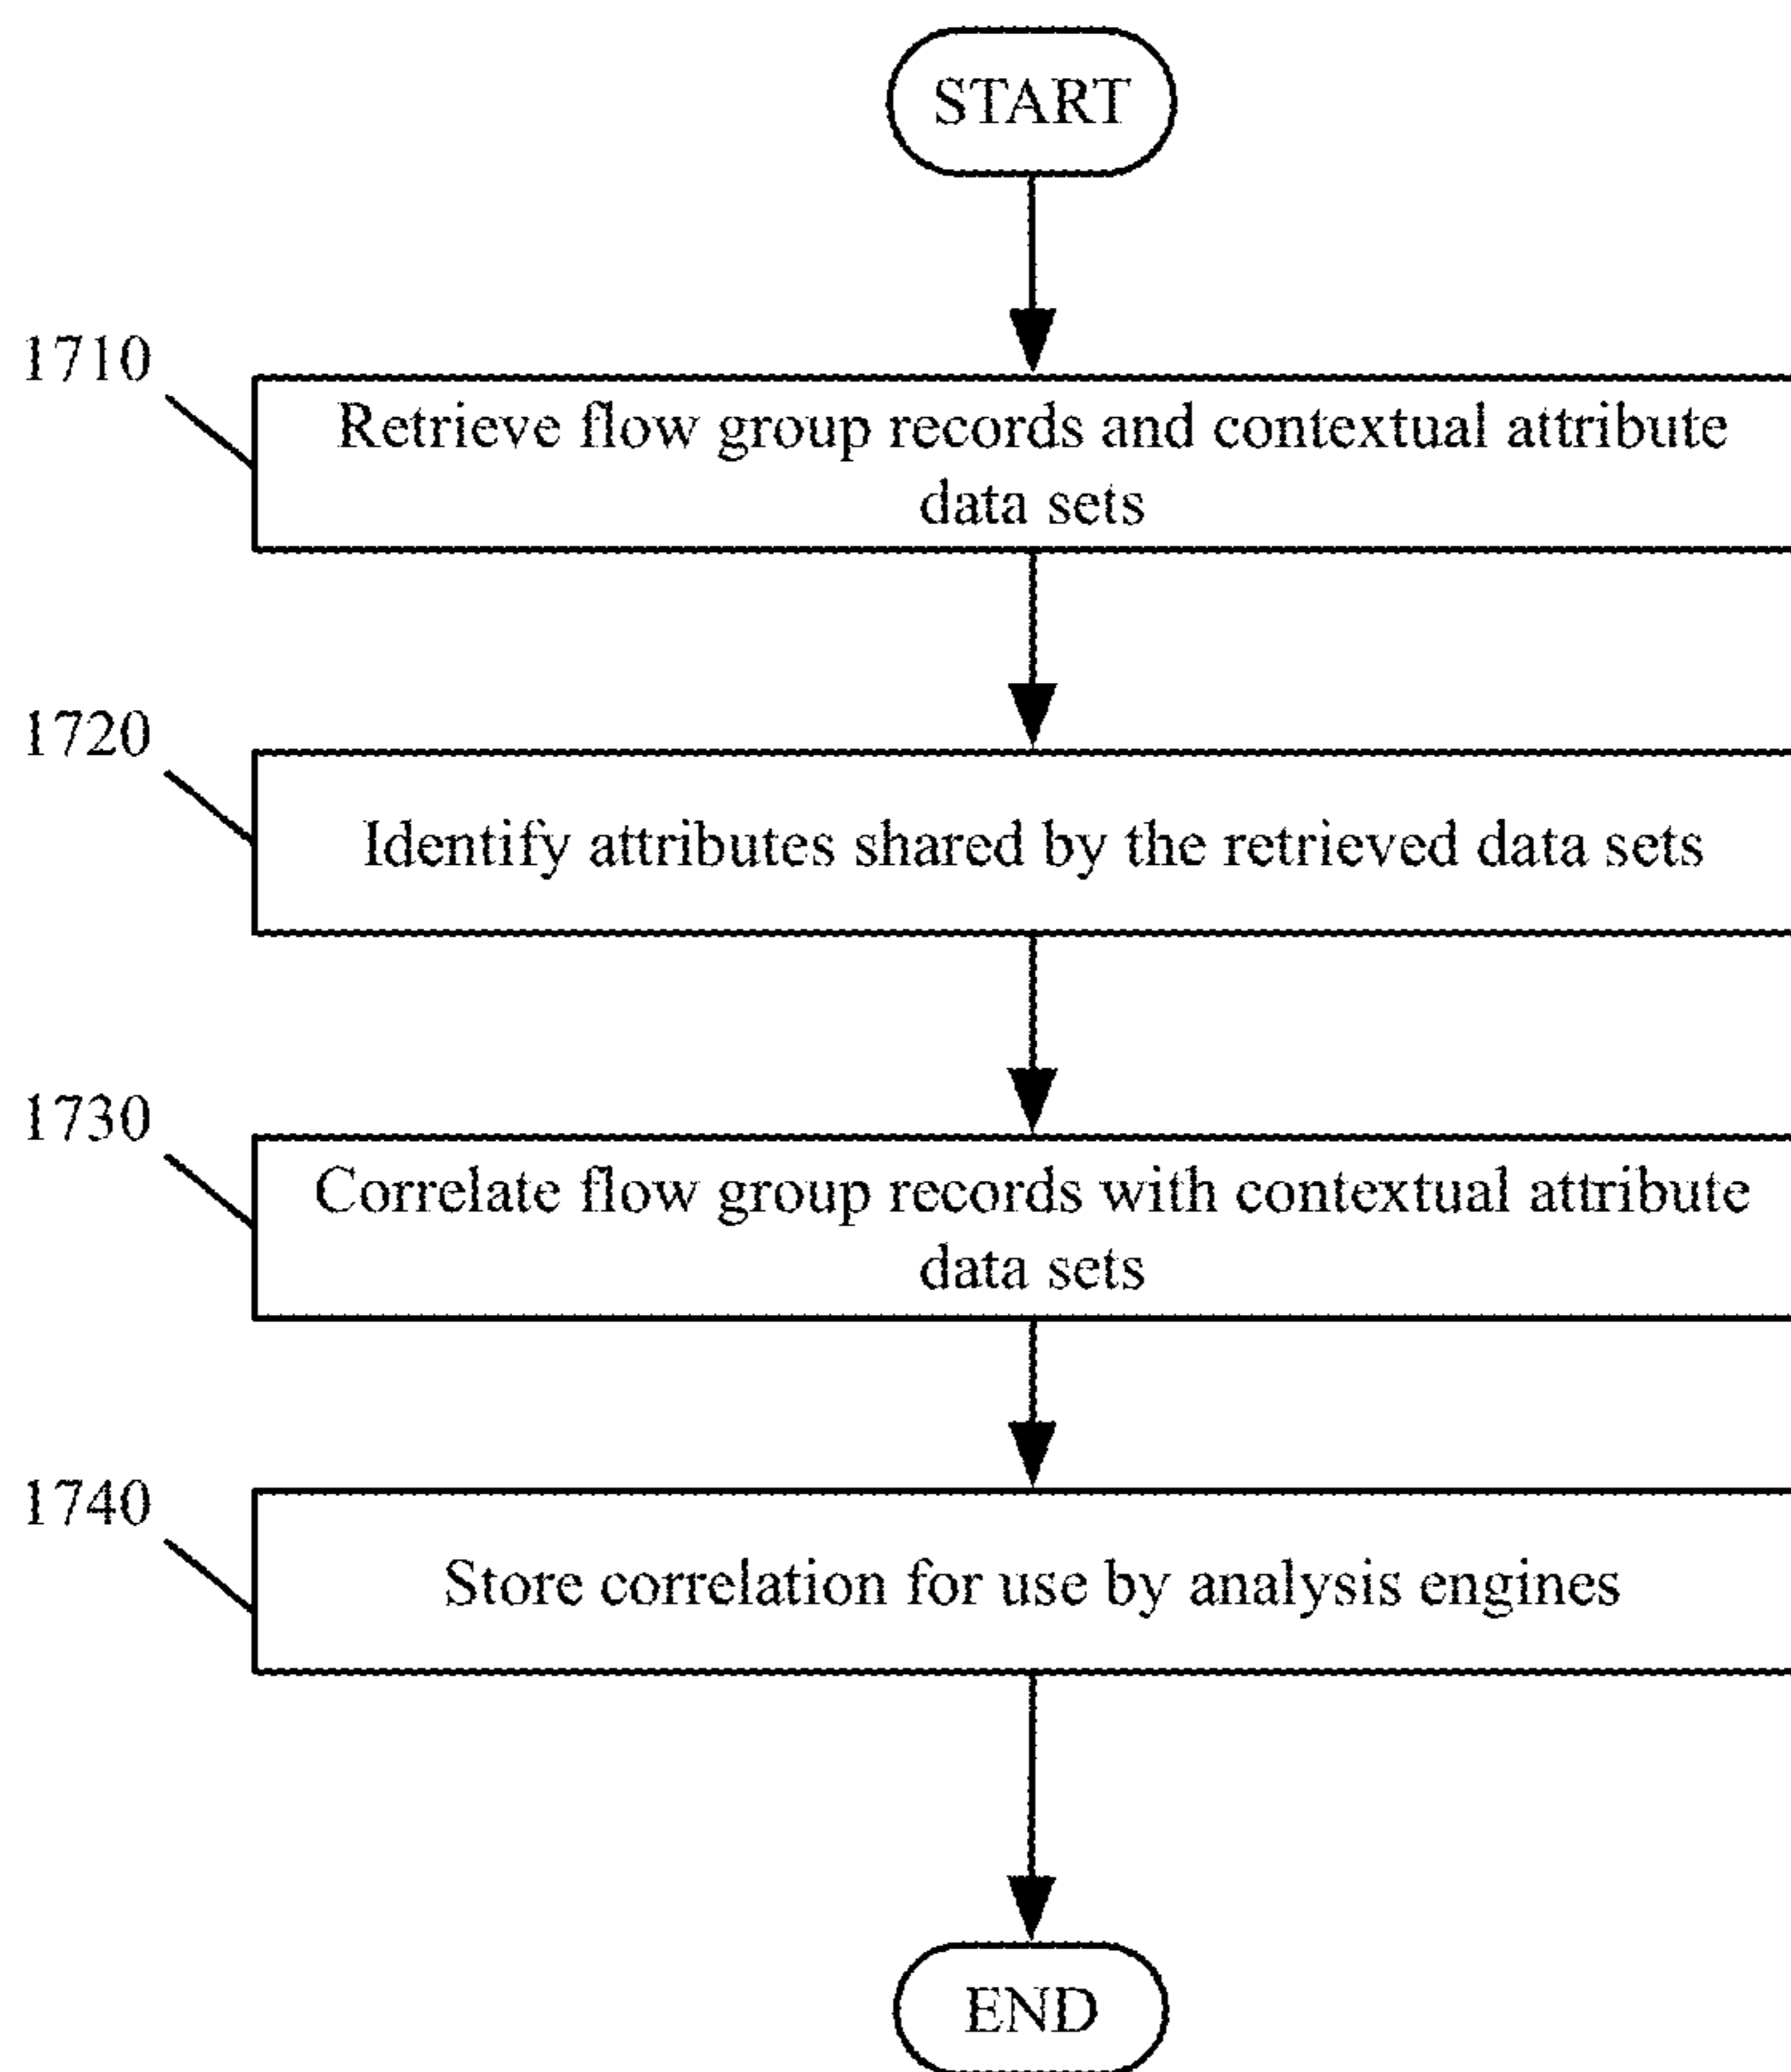 START
1710
Retrieve flow group records and contextual attribute
data sets
1720
Identify attributes shared by the retrieved data sets
1730
Correlate flow group records with contextual attribute
data sets
1740
Store correlation for use by analysis engines
END